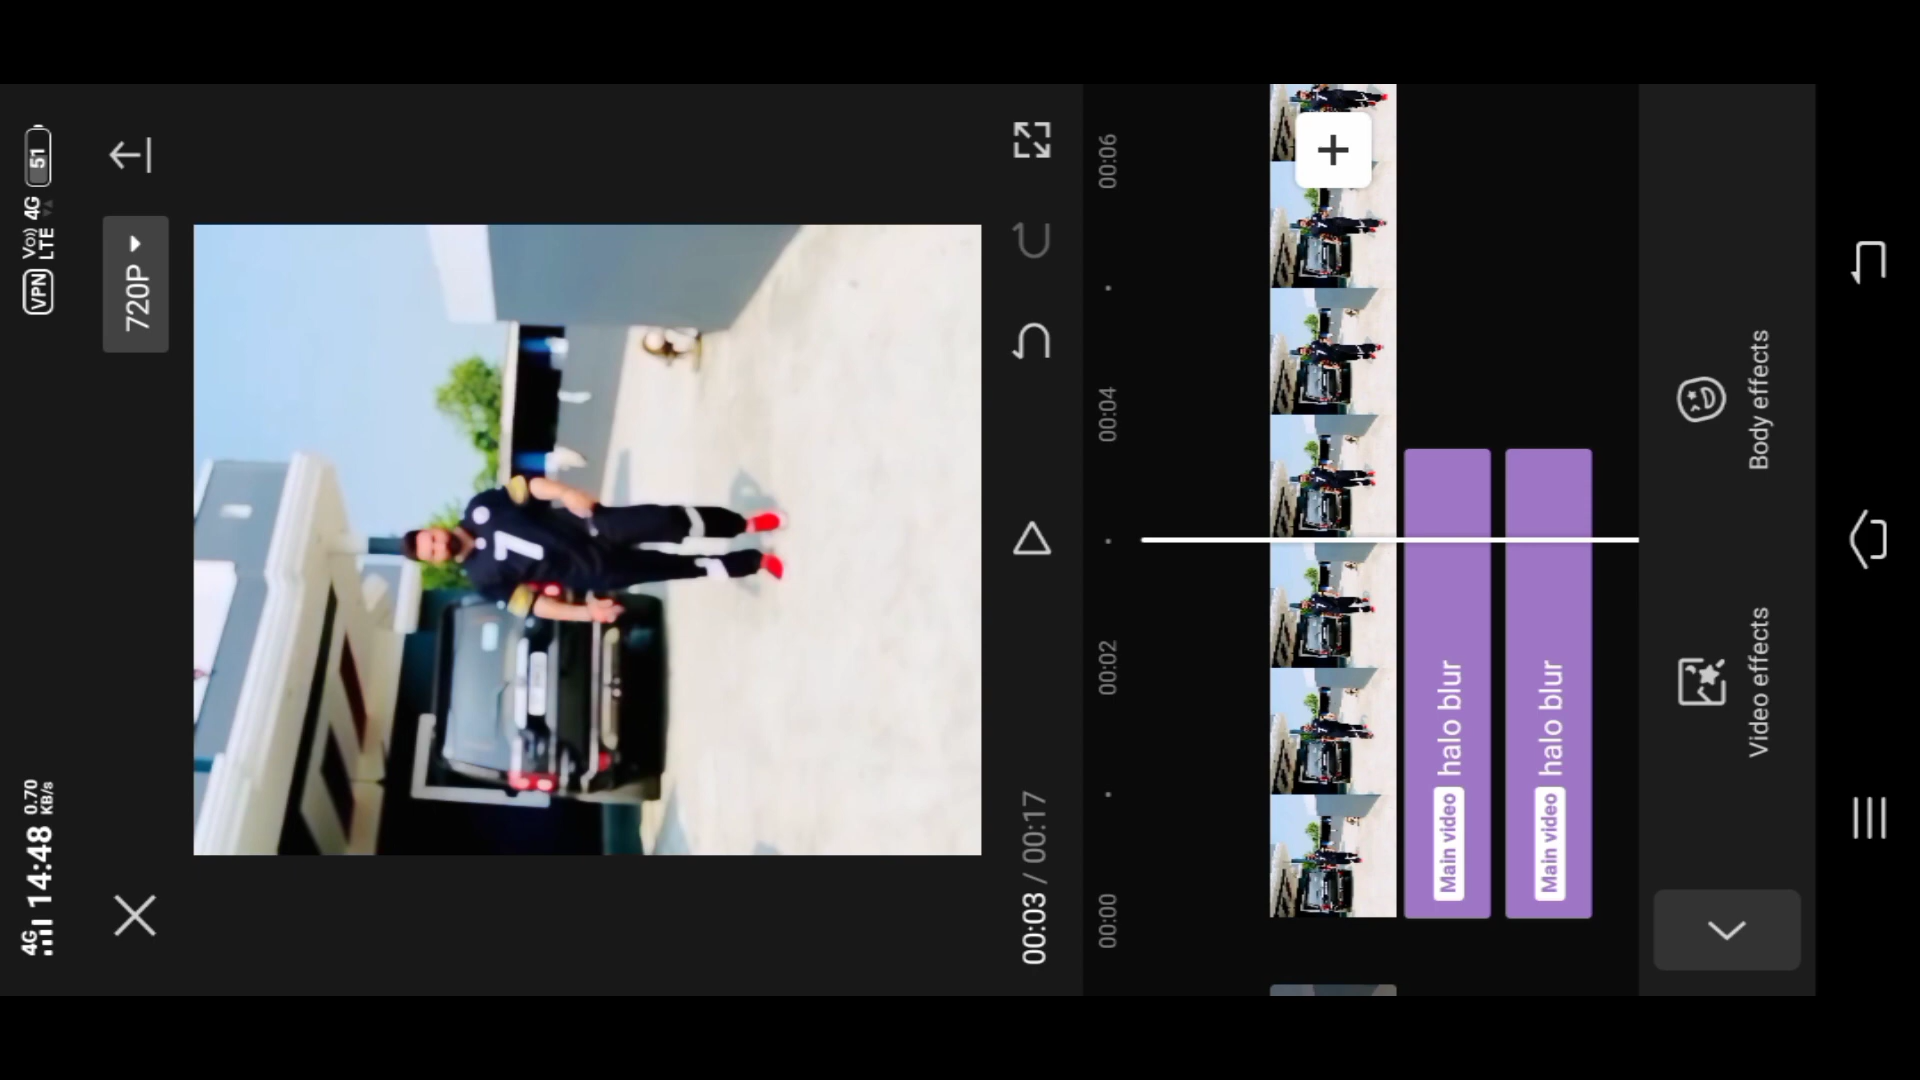 4G 14:48 0.70 KB/s
VPN Vo)) LTE 4G 51
720P
7
00:03 / 00:17
00:00
00:02
00:04
00:06
Main video halo blur
Main video halo blur
Video effects
Body effects